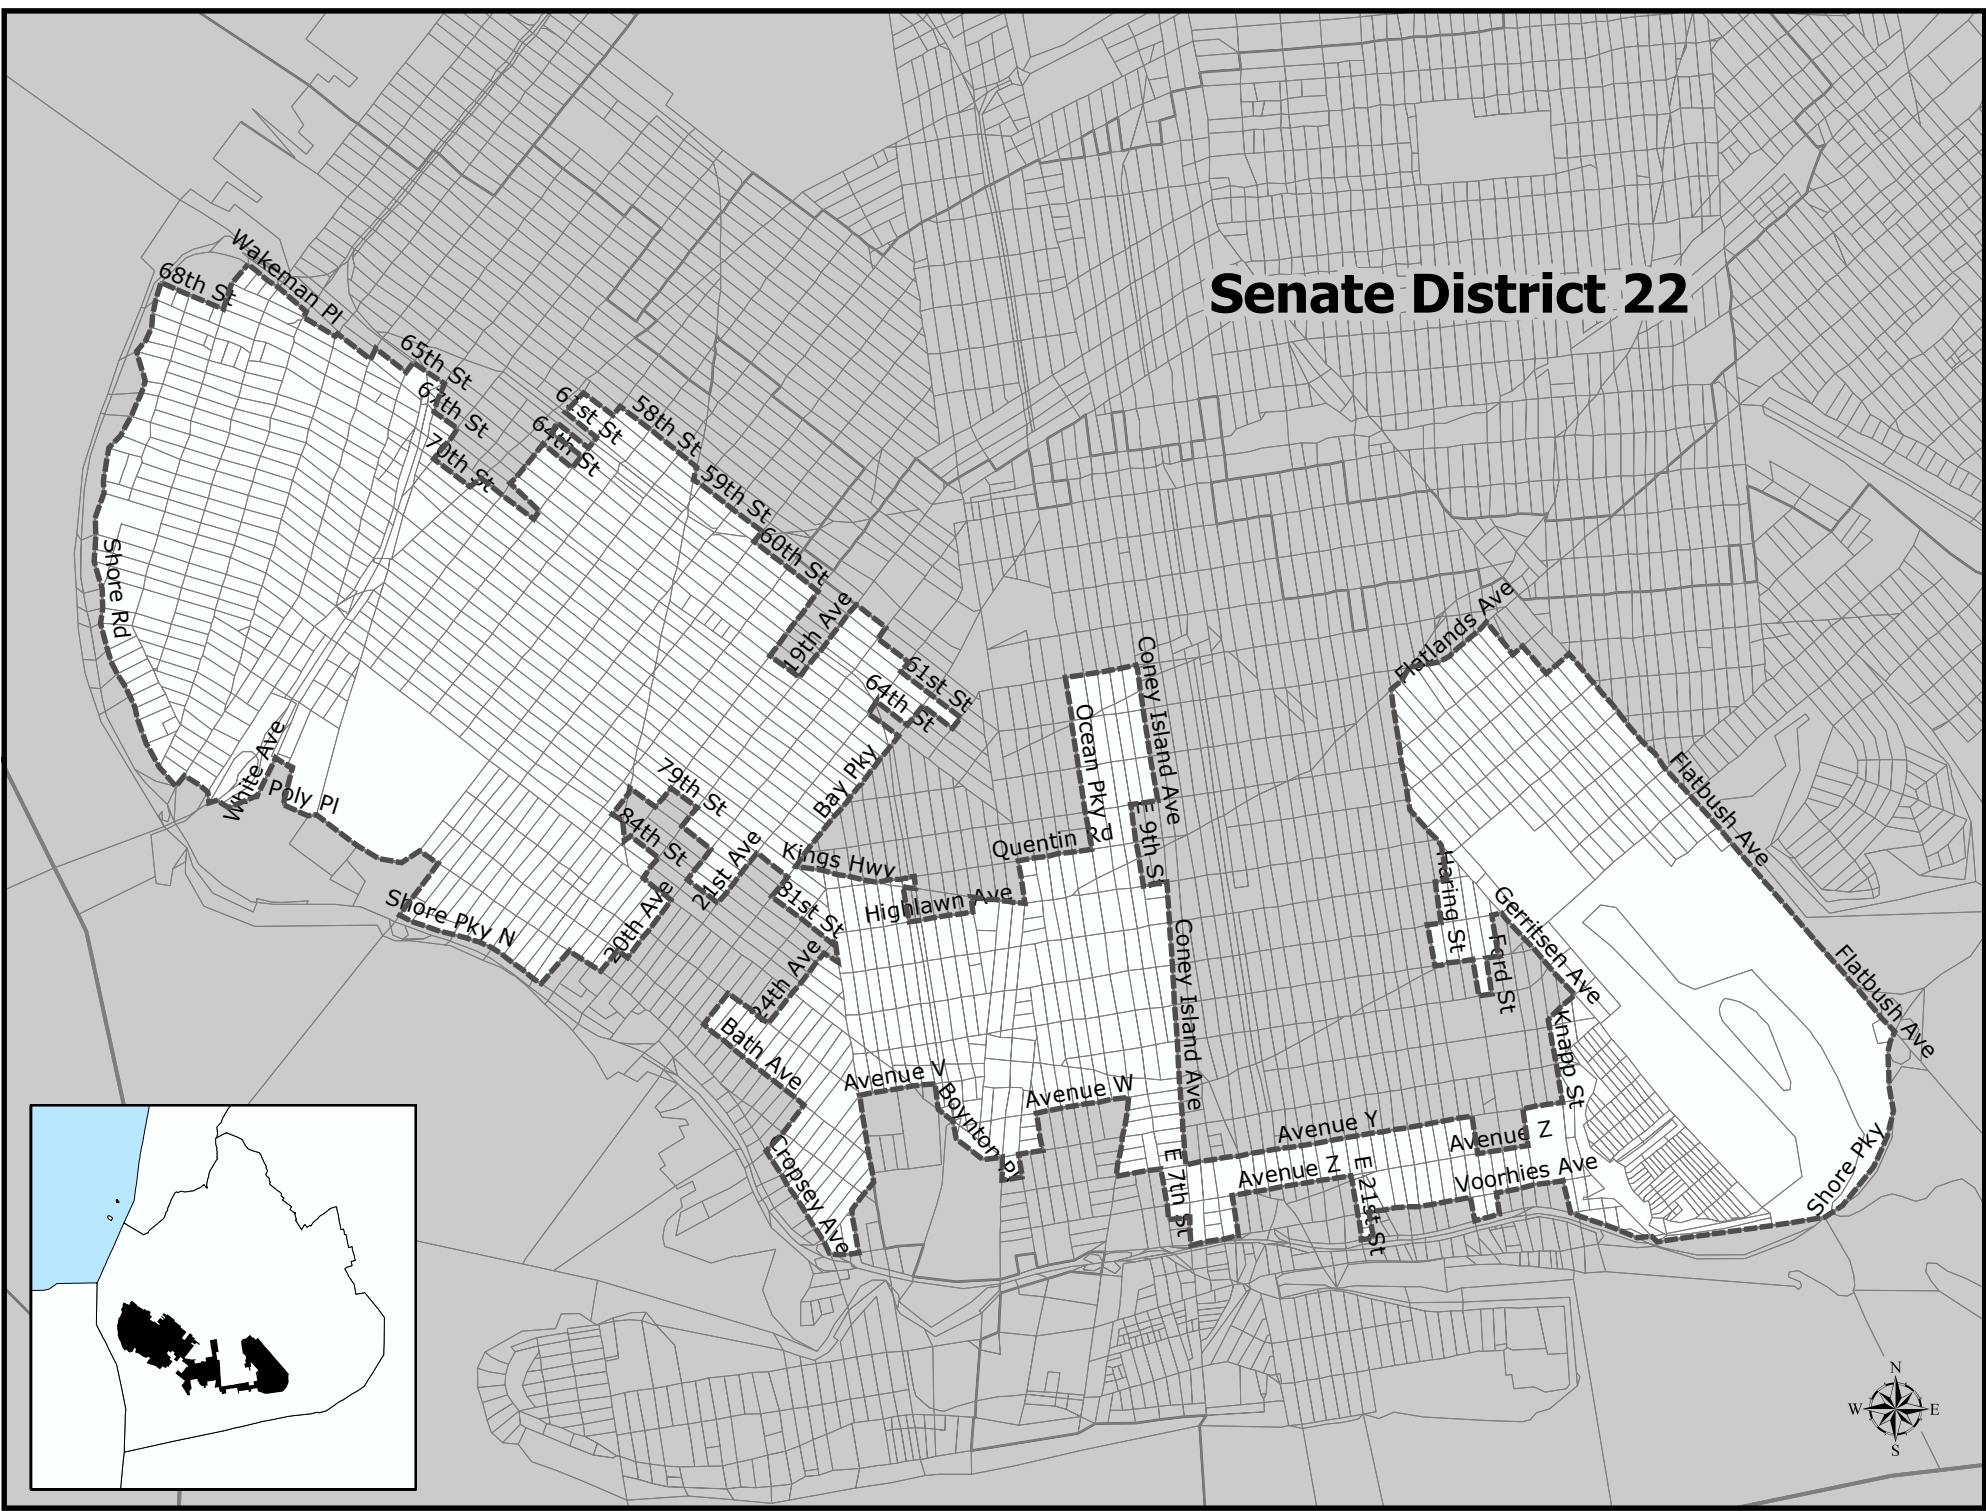 Senate District 22
Wakeman Pl
68th St
65th St
67th St
70th St
61st St
64th St
58th St
59th St
60th St
19th Ave
61st St
64th St
Shore Rd
White Ave
Poly Pl
Bay Pky
79th St
84th St
21st Ave
Kings Hwy
81st St
Highlawn Ave
Quentin Rd
Ocean Pky
Coney Island Ave
E 9th St
Flatlands Ave
Flatbush Ave
Haring St
Gerritsen Ave
Ford St
Shore Pky N
20th Ave
24th Ave
Bath Ave
Coney Island Ave
Flatbush Ave
Knapp St
Avenue V
Boynton Pl
Avenue W
Avenue Y
Avenue Z
Cropsey Ave
E 7th St
Avenue Z
E 21st St
Voorhies Ave
Shore Pky
N
W
E
S